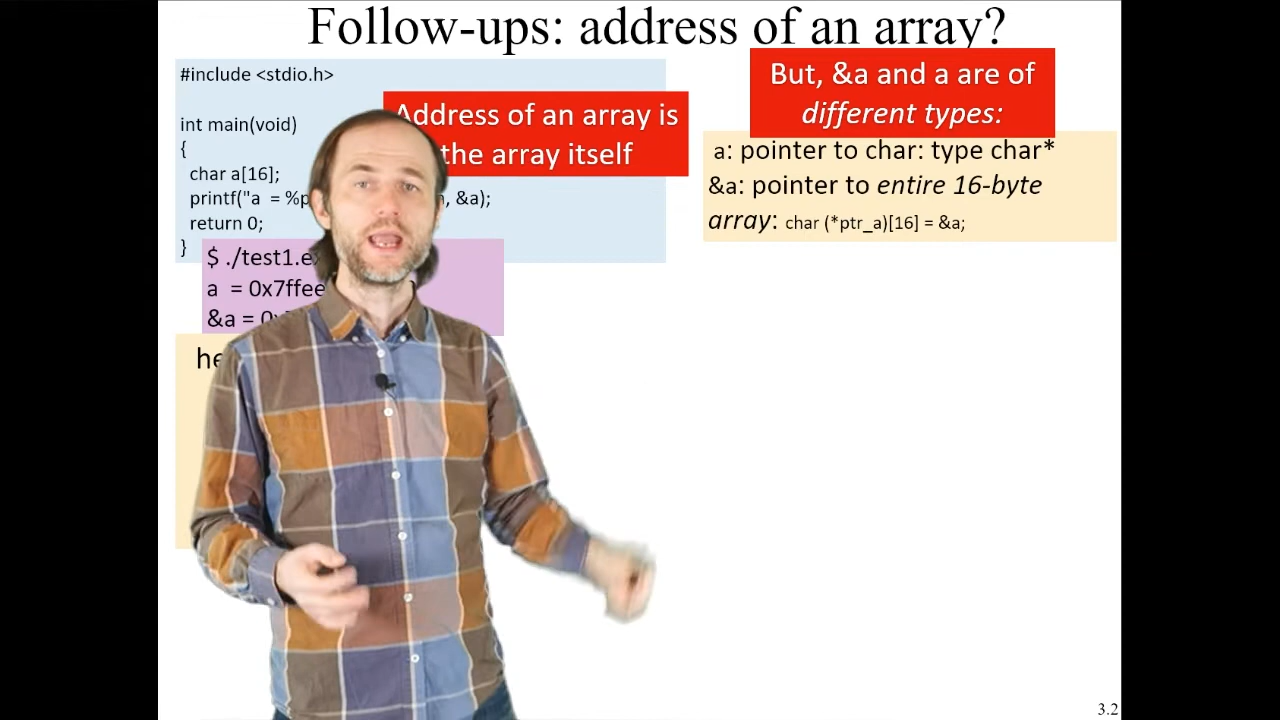 Follow-ups: address of an array?
#include <stdio.h>
int main(void)
{
char a[16];
printf("a = %p
, &a);
return 0;
}
Address of an array is
the array itself
But, &a and a are of
different types:
a: pointer to char: type char*
&a: pointer to entire 16-byte
array: char (*ptr_a)[16] = &a;
$ ./test1.e
a = 0x7ffee
&a = 0
he
3.2